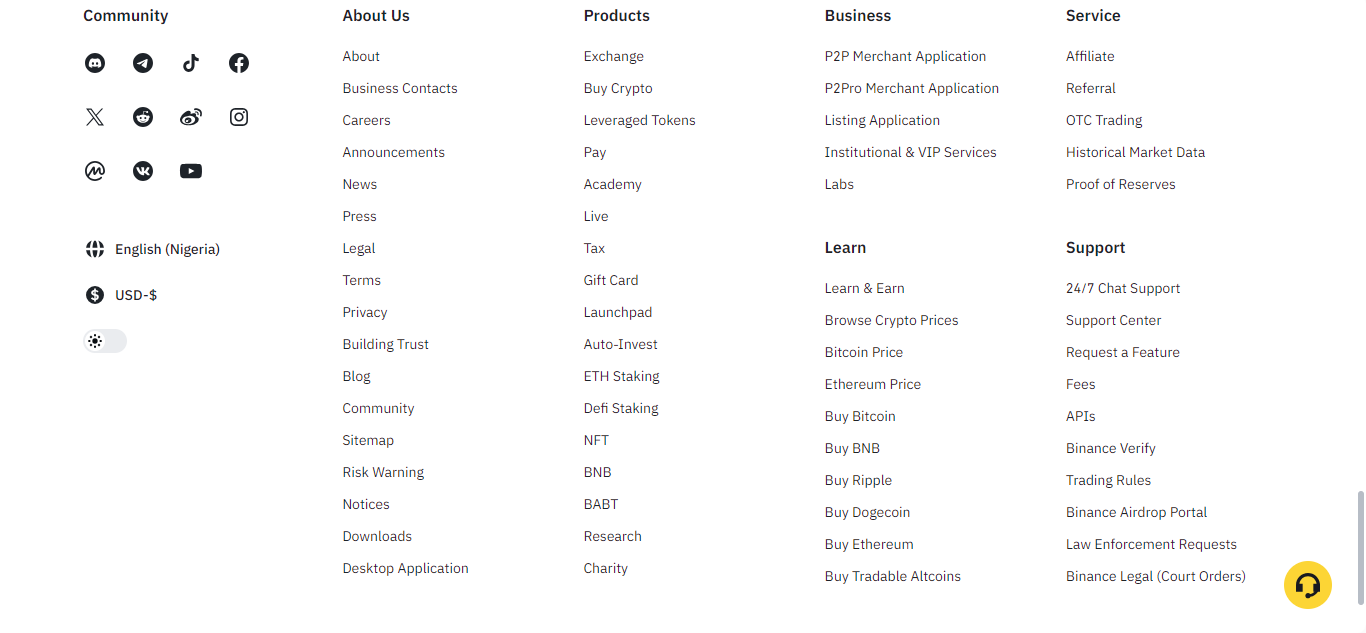 Community
English (Nigeria)
USD-$
About Us
About
Business Contacts
Careers
Announcements
News
Press
Legal
Terms
Privacy
Building Trust
Blog
Community
Sitemap
Risk Warning
Notices
Downloads
Desktop Application
Products
Exchange
Buy Crypto
Leveraged Tokens
Pay
Academy
Live
Tax
Gift Card
Launchpad
Auto-Invest
ETH Staking
Defi Staking
NFT
BNB
BABT
Research
Charity
Business
P2P Merchant Application
P2Pro Merchant Application
Listing Application
Institutional & VIP Services
Labs
Learn
Learn & Earn
Browse Crypto Prices
Bitcoin Price
Ethereum Price
Buy Bitcoin
Buy BNB
Buy Ripple
Buy Dogecoin
Buy Ethereum
Buy Tradable Altcoins
Service
Affiliate
Referral
OTC Trading
Historical Market Data
Proof of Reserves
Support
24/7 Chat Support
Support Center
Request a Feature
Fees
APIs
Binance Verify
Trading Rules
Binance Airdrop Portal
Law Enforcement Requests
Binance Legal (Court Orders)